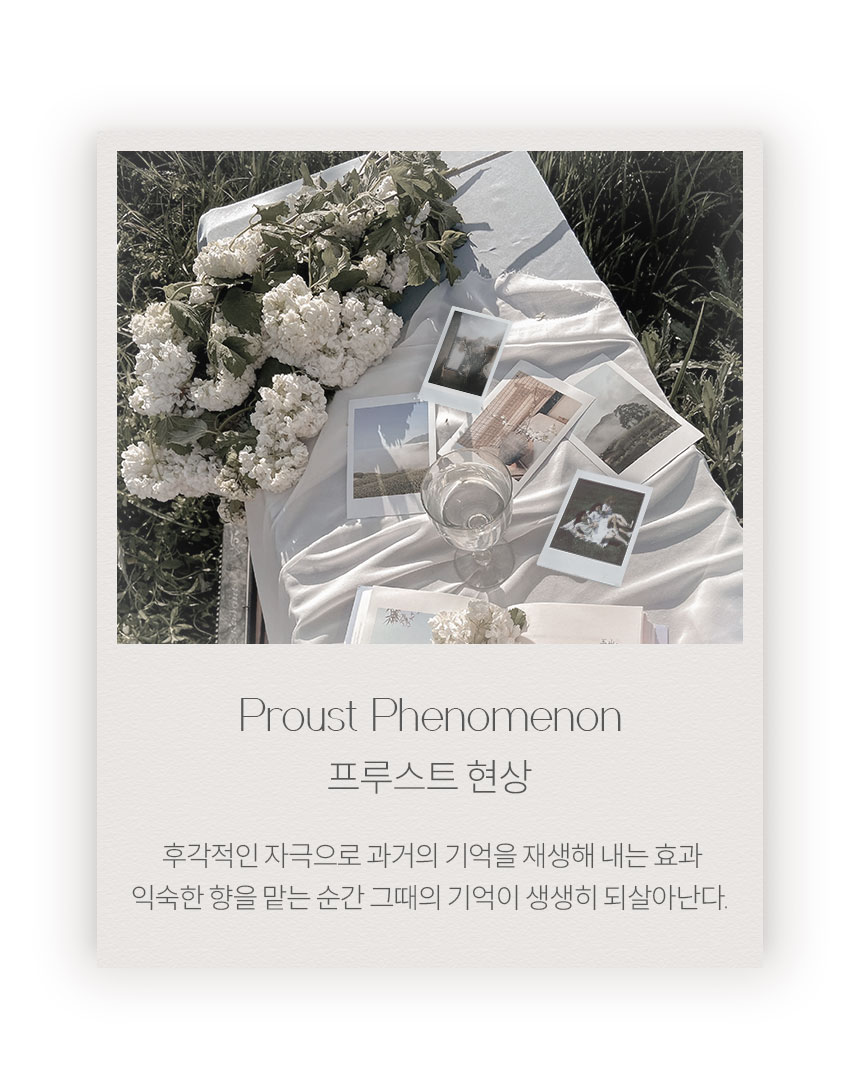 Proust Phenomenon
프루스트 현상
후각적인 자극으로 과거의 기억을 재생해 내는 효과
익숙한 향을 맡는 순간 그때의 기억이 생생히 되살아난다.